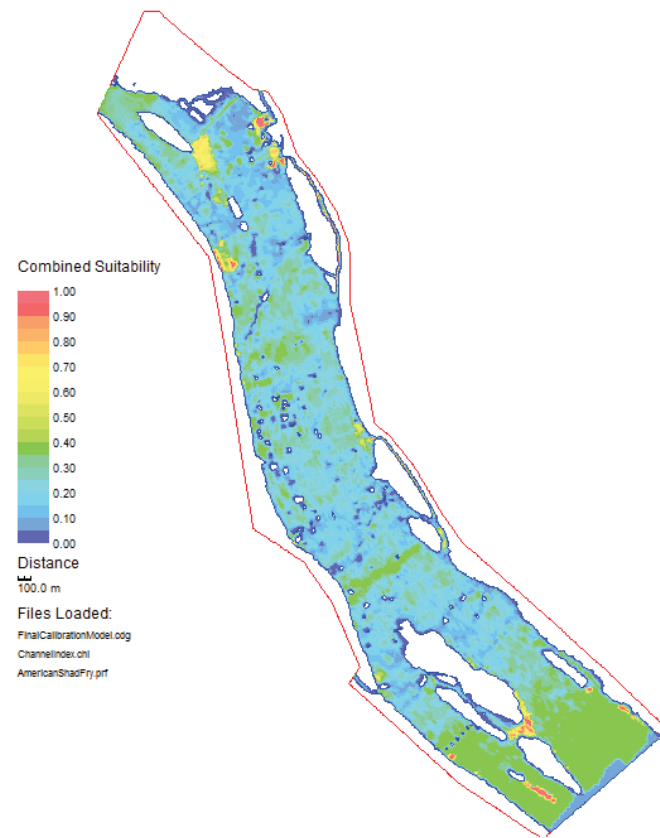 Combined Suitability
1.00
0.90
0.80
0.70
0.60
0.50
0.40
0.30
0.20
0.10
0.00
Distance
100.0 m
Files Loaded:
FinalCalibrationModel.cdg
ChannelIndex.chi
AmericanShadFry.prf